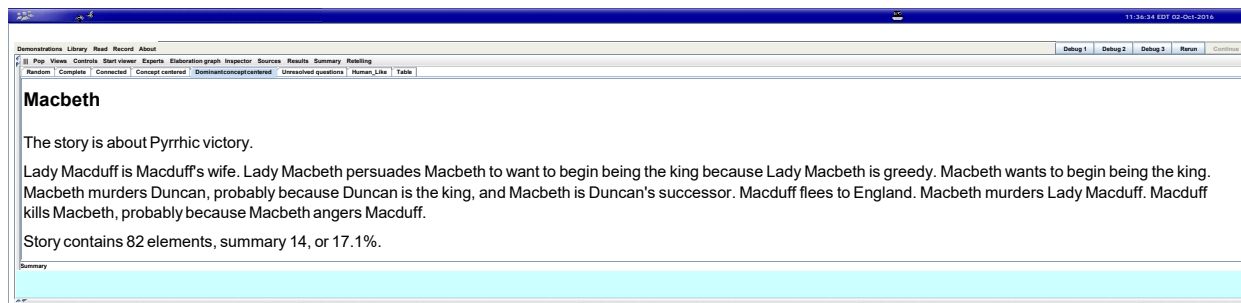 11:36:34 EDT 02-Oct-2016
Demonstrations Library Read Record About
Debug 1 Debug 2 Debug 3 Rerun Continue
Pop Views Controls Start viewer Experts Elaboration graph Inspector Sources Results Summary Retelling
Random Complete Connected Concept centered Dominant concept centered Unresolved questions Human_Like Table
Macbeth
The story is about Pyrrhic victory.
Lady Macduff is Macduff's wife. Lady Macbeth persuades Macbeth to want to begin being the king because Lady Macbeth is greedy. Macbeth wants to begin being the king.
Macbeth murders Duncan, probably because Duncan is the king, and Macbeth is Duncan's successor. Macduff flees to England. Macbeth murders Lady Macduff. Macduff
kills Macbeth, probably because Macbeth angers Macduff.
Story contains 82 elements, summary 14, or 17.1%.
Summary